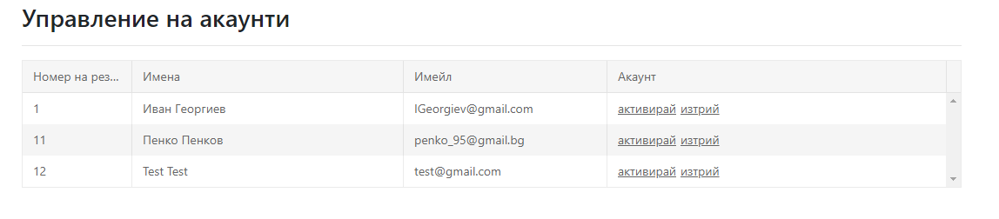 Управление на акаунти
Номер на рез... Имена Имейл Акаунт
1 Иван Георгиев IGeorgiev@gmail.com активирай изтрий
11 Пенко Пенков penko_95@gmail.bg активирай изтрий
12 Test Test test@gmail.com активирай изтрий